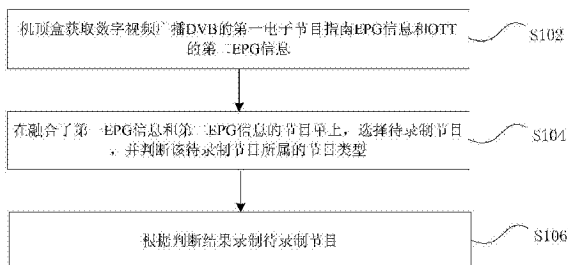 机顶盒获取数字视频广播DVB的第一电子节目指南EPG信息和OTT
的第二EPG信息
S102
在融合了第一EPG信息和第二EPG信息的节目单上，选择待录制节目
，并判断该待录制节目所属的节目类型
S104
根据判断结果录制待录制节目
S106